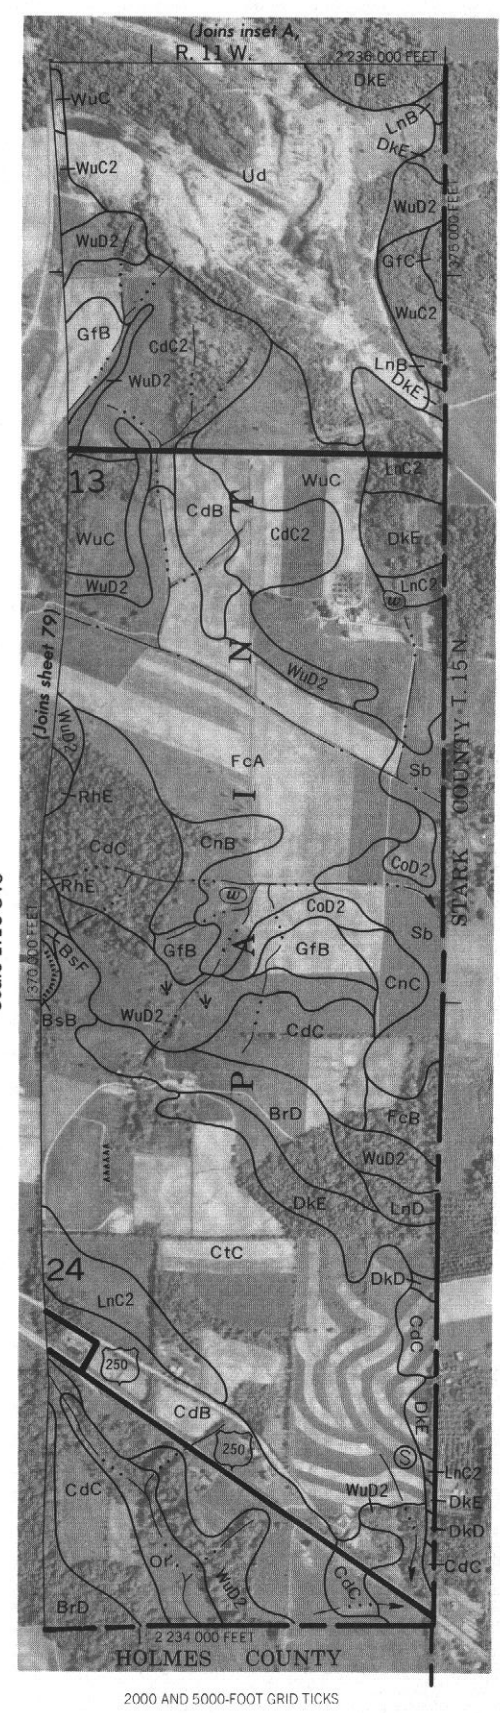 (Joins inset A,
R. 11 W.
2 236 000 FEET
DkE
WuC
LnB
DkE
WuC2
Ud
WuD2
376 000 FEET
WuD2
GfC
WuC2
GfB
CdC2
WuD2
LnB
DkE
13
LnC2
WuC
CdB
T
CdC2
WuC
DkE
WuD2
LnC2
w
(Joins sheet 79)
N
WuD2
STARK COUNTY T. 15 N
WuD2
FcA
Sb
RhE
I
CdC
CnB
CoD2
RhE
w
CoD2
370 000 FEET
Sb
BsF
GfB
A
GfB
CnC
BsB
WuD2
CdC
P
BrD
FcB
WuD2
DkE
LnD
CtC
24
DkD
LnC2
CdC
250
CdB
DkE
250
S
LnC2
CdC
WuD2
DkE
DkD
Or
WuD2
CdC
CdC
BrD
2 234 000 FEET
HOLMES COUNTY
2000 AND 5000-FOOT GRID TICKS